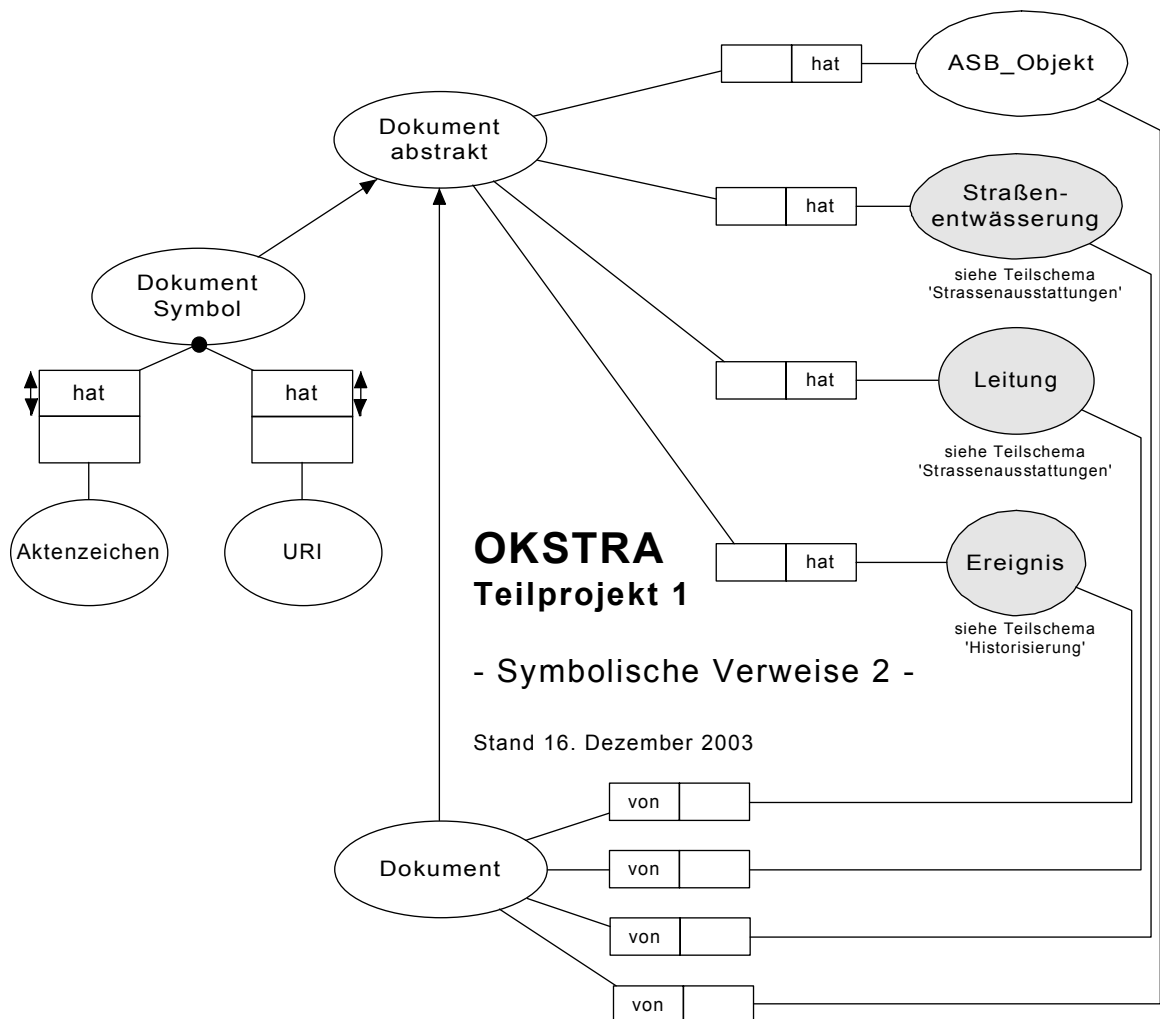 hat
ASB_Objekt
Dokument
abstrakt
hat
Straßen-
entwässerung
siehe Teilschema
'Strassenausstattungen'
Dokument
Symbol
hat
hat
hat
Leitung
siehe Teilschema
'Strassenausstattungen'
Aktenzeichen
URI
OKSTRA
Teilprojekt 1
hat
Ereignis
siehe Teilschema
'Historisierung'
- Symbolische Verweise 2 -
Stand 16. Dezember 2003
von
Dokument
von
von
von